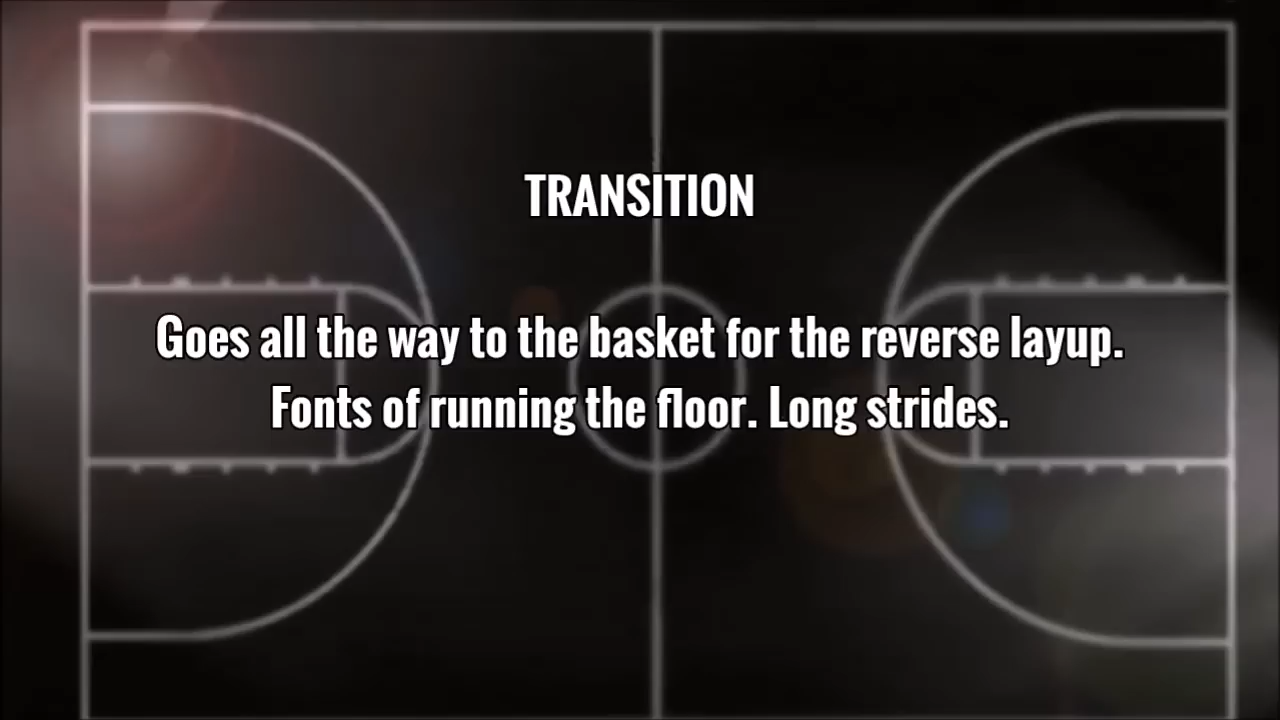 TRANSITION
Goes all the way to the basket for the reverse layup.
Fonts of running the floor. Long strides.